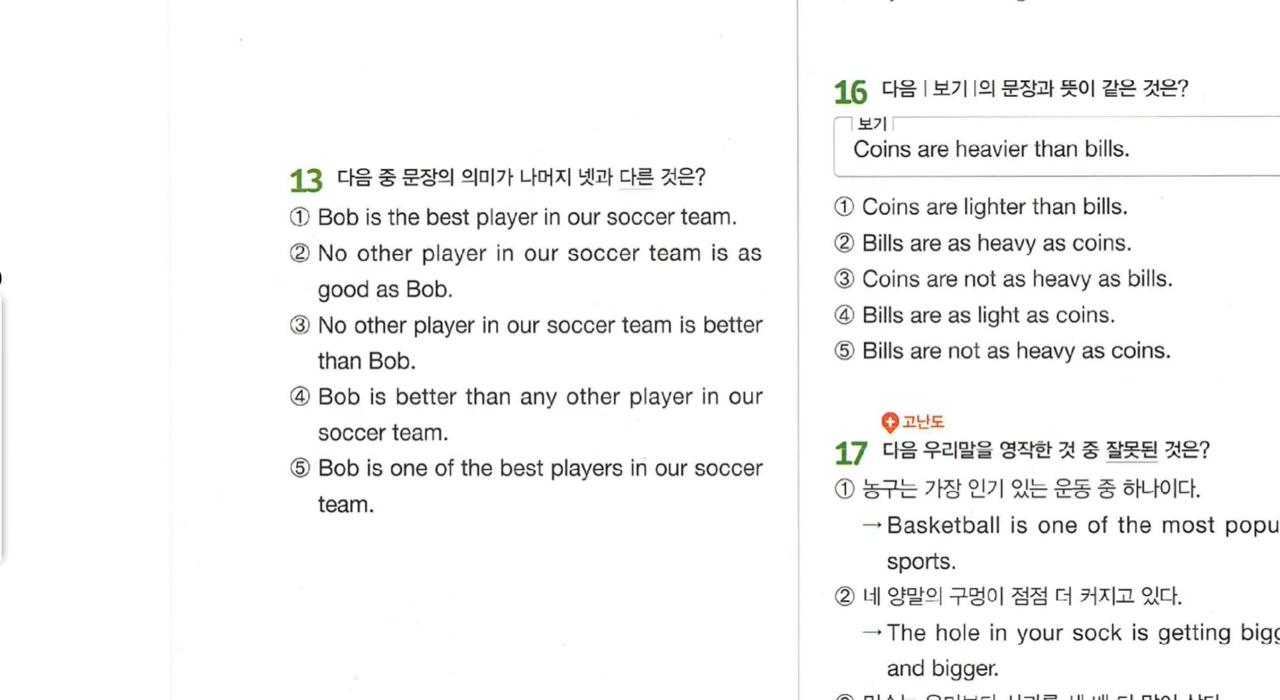 13 다음 중 문장의 의미가 나머지 넷과 다른 것은?
① Bob is the best player in our soccer team.
② No other player in our soccer team is as
good as Bob.
③ No other player in our soccer team is better
than Bob.
④ Bob is better than any other player in our
soccer team.
⑤ Bob is one of the best players in our soccer
team.
16 다음 | 보기 |의 문장과 뜻이 같은 것은?
보기
Coins are heavier than bills.
① Coins are lighter than bills.
② Bills are as heavy as coins.
③ Coins are not as heavy as bills.
④ Bills are as light as coins.
⑤ Bills are not as heavy as coins.
고난도
17 다음 우리말을 영작한 것 중 잘못된 것은?
① 농구는 가장 인기 있는 운동 중 하나이다.
→ Basketball is one of the most popu
sports.
② 네 양말의 구멍이 점점 더 커지고 있다.
→ The hole in your sock is getting bigg
and bigger.